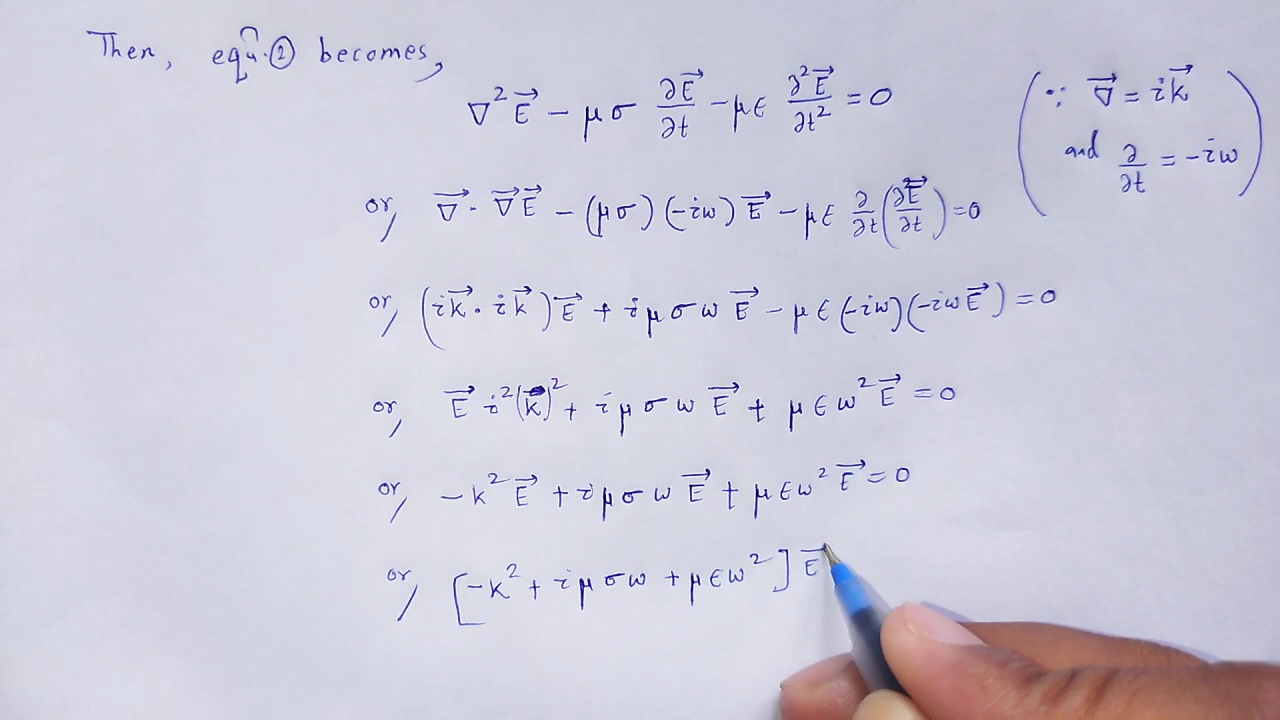 Then, equⁿ.② becomes,
∇²E⃗ − μσ ∂E⃗/∂t − μϵ ∂²E⃗/∂t² = 0
(∵ ∇⃗ = ik⃗
and ∂/∂t = −iω)
or, ∇⃗ · ∇⃗E⃗ − (μσ)(−iω)E⃗ − μϵ ∂/∂t(∂E⃗/∂t) = 0
or, (ik⃗ · ik⃗)E⃗ + iμσωE⃗ − μϵ(−iω)(−iωE⃗) = 0
or, E⃗ i²(k⃗)² + iμσωE⃗ + μϵω²E⃗ = 0
or, −k²E⃗ + iμσωE⃗ + μϵω²E⃗ = 0
or, [−k² + iμσω + μϵω²]E⃗